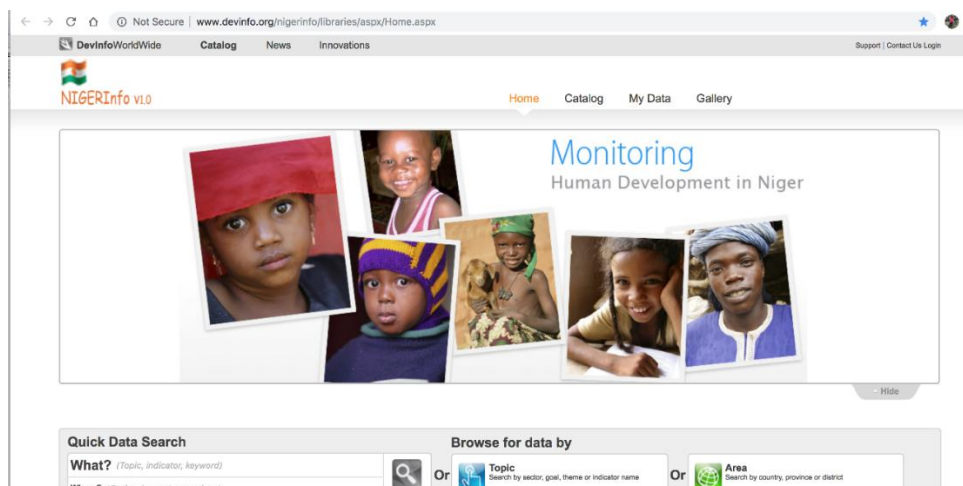 Not Secure | www.devinfo.org/nigerinfo/libraries/aspx/Home.aspx
DevInfoWorldWide Catalog News Innovations Support | Contact Us Login
NIGERInfo v1.0
Home Catalog My Data Gallery
Monitoring
Human Development in Niger
- Hide
Quick Data Search
Browse for data by
What? (Topic, indicator, keyword)
Or
Topic
Search by sector, goal, theme or indicator name
Or
Area
Search by country, province or district